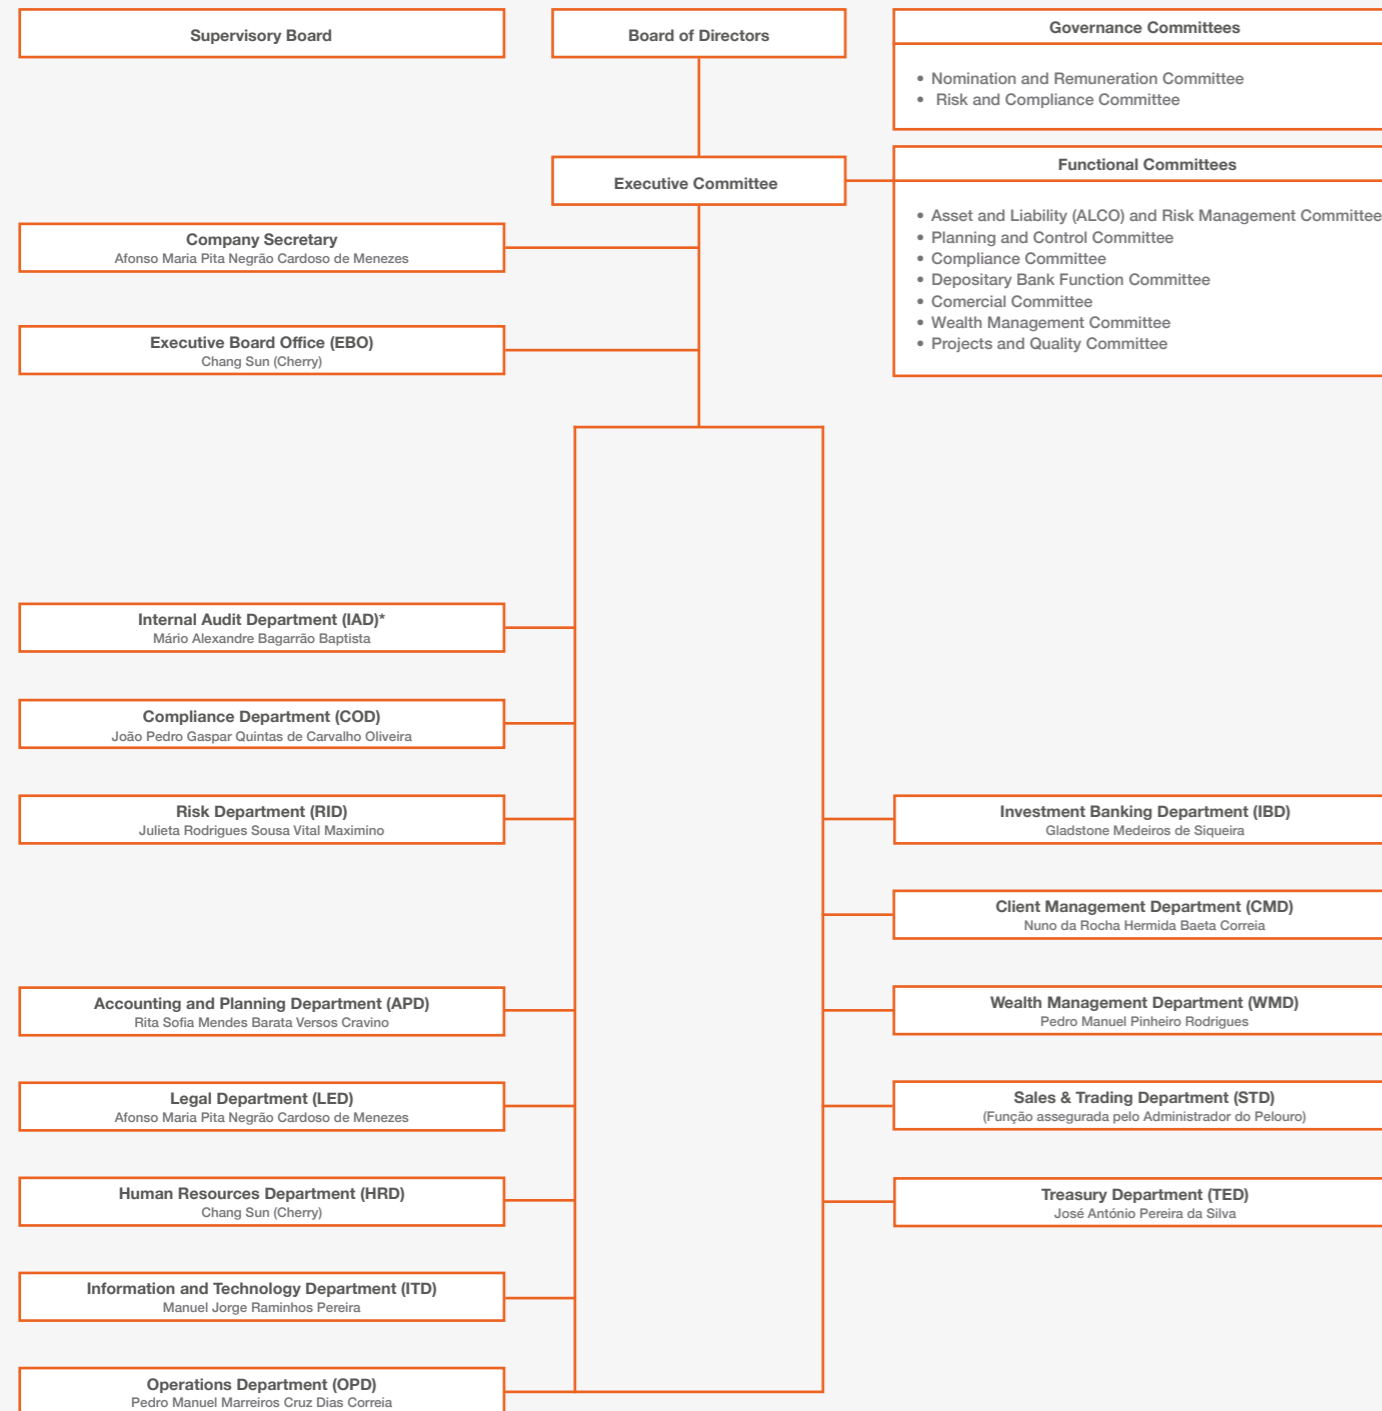 Supervisory Board
Board of Directors
Governance Committees
• Nomination and Remuneration Committee
• Risk and Compliance Committee
Executive Committee
Functional Committees
• Asset and Liability (ALCO) and Risk Management Committee
• Planning and Control Committee
• Compliance Committee
• Depositary Bank Function Committee
• Comercial Committee
• Wealth Management Committee
• Projects and Quality Committee
Company Secretary
Afonso Maria Pita Negrão Cardoso de Menezes
Executive Board Office (EBO)
Chang Sun (Cherry)
Internal Audit Department (IAD)*
Mário Alexandre Bagarrão Baptista
Compliance Department (COD)
João Pedro Gaspar Quintas de Carvalho Oliveira
Risk Department (RID)
Julieta Rodrigues Sousa Vital Maximino
Accounting and Planning Department (APD)
Rita Sofia Mendes Barata Versos Cravino
Legal Department (LED)
Afonso Maria Pita Negrão Cardoso de Menezes
Human Resources Department (HRD)
Chang Sun (Cherry)
Information and Technology Department (ITD)
Manuel Jorge Raminhos Pereira
Operations Department (OPD)
Pedro Manuel Marreiros Cruz Dias Correia
Investment Banking Department (IBD)
Gladstone Medeiros de Siqueira
Client Management Department (CMD)
Nuno da Rocha Hermida Baeta Correia
Wealth Management Department (WMD)
Pedro Manuel Pinheiro Rodrigues
Sales & Trading Department (STD)
(Função assegurada pelo Administrador do Pelouro)
Treasury Department (TED)
José António Pereira da Silva